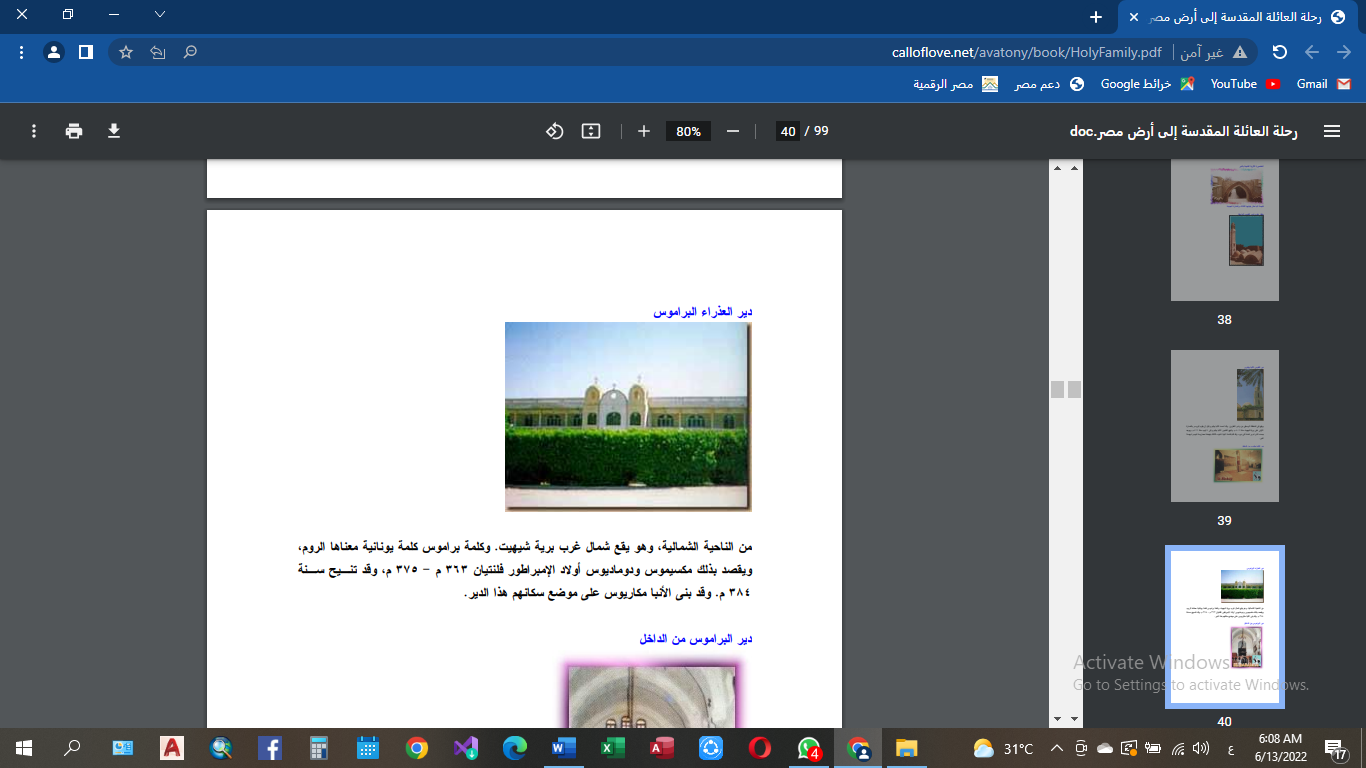 رحلة العائلة المقدسة إلى أرض مصر
غير آمن
calloflove.net/avatony/book/HolyFamily.pdf
Gmail
YouTube
خرائط Google
دعم مصر
مصر الرقمية
رحلة العائلة المقدسة إلى أرض مصر.doc
40 / 99
80%
دير العذراء البراموس
من الناحية الشمالية، وهو يقع شمال غرب برية شيهيت. وكلمة براموس كلمة يونانية معناها الروم،
ويقصد بذلك مكسيموس ودوماديوس أولاد الإمبراطور فلنتيان ٣٦٣ م – ٣٧٥ م، وقد تنـــيح ســـنة
٣٨٤ م. وقد بنى الأنبا مكاريوس على موضع سكانهم هذا الدير.
دير البراموس من الداخل
38
39
40
Activate Windows
Go to Settings to activate Windows.
4
31°C
ع
6:08 AM
6/13/2022
17